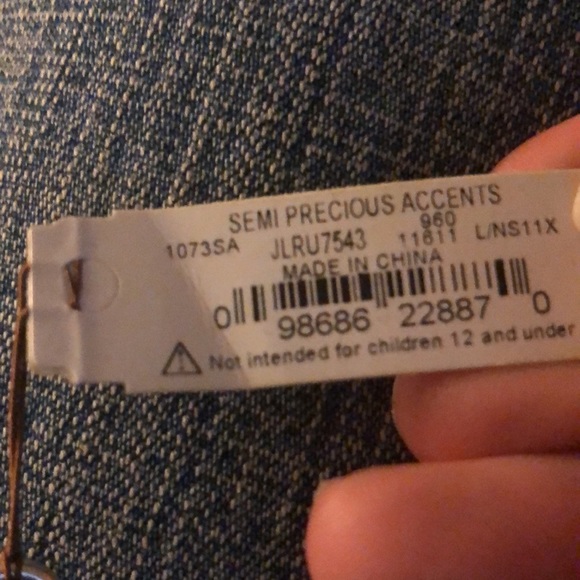 SEMI PRECIOUS ACCENTS
960
1073SA JLRU7543 11611 L/NS11X
MADE IN CHINA
0 98686 22887 0
Not intended for children 12 and under